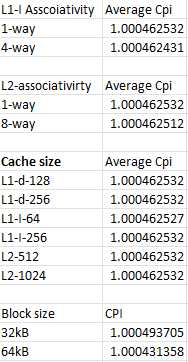 L1-I Asscoiativity Average Cpi
1-way 1.000462532
4-way 1.000462431
L2-associativirty Average Cpi
1-way 1.000462532
8-way 1.000462512
Cache size Average Cpi
L1-d-128 1.000462532
L1-d-256 1.000462532
L1-I-64 1.000462527
L1-I-256 1.000462532
L2-512 1.000462532
L2-1024 1.000462532
Block size CPI
32kB 1.000493705
64kB 1.000431358